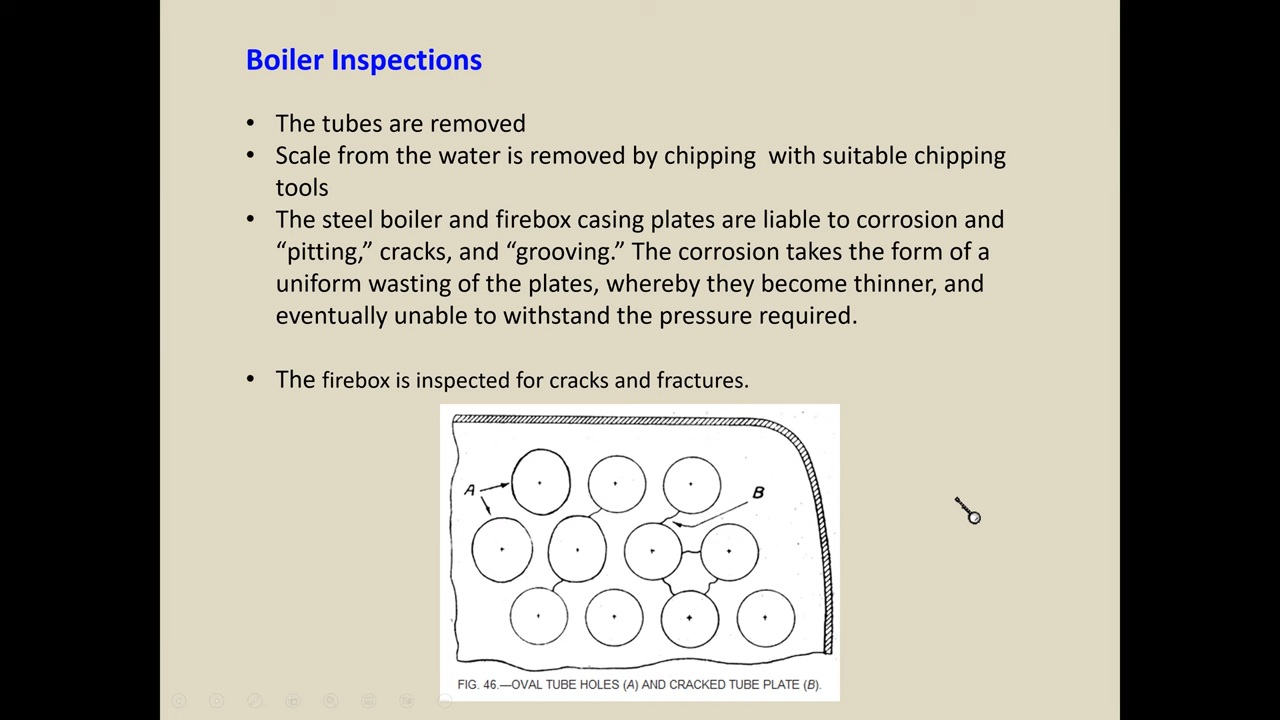 Boiler Inspections
• The tubes are removed
• Scale from the water is removed by chipping  with suitable chipping
tools
• The steel boiler and firebox casing plates are liable to corrosion and
“pitting,” cracks, and “grooving.” The corrosion takes the form of a
uniform wasting of the plates, whereby they become thinner, and
eventually unable to withstand the pressure required.
• The firebox is inspected for cracks and fractures.
A
B
FIG. 46.—OVAL TUBE HOLES (A) AND CRACKED TUBE PLATE (B).